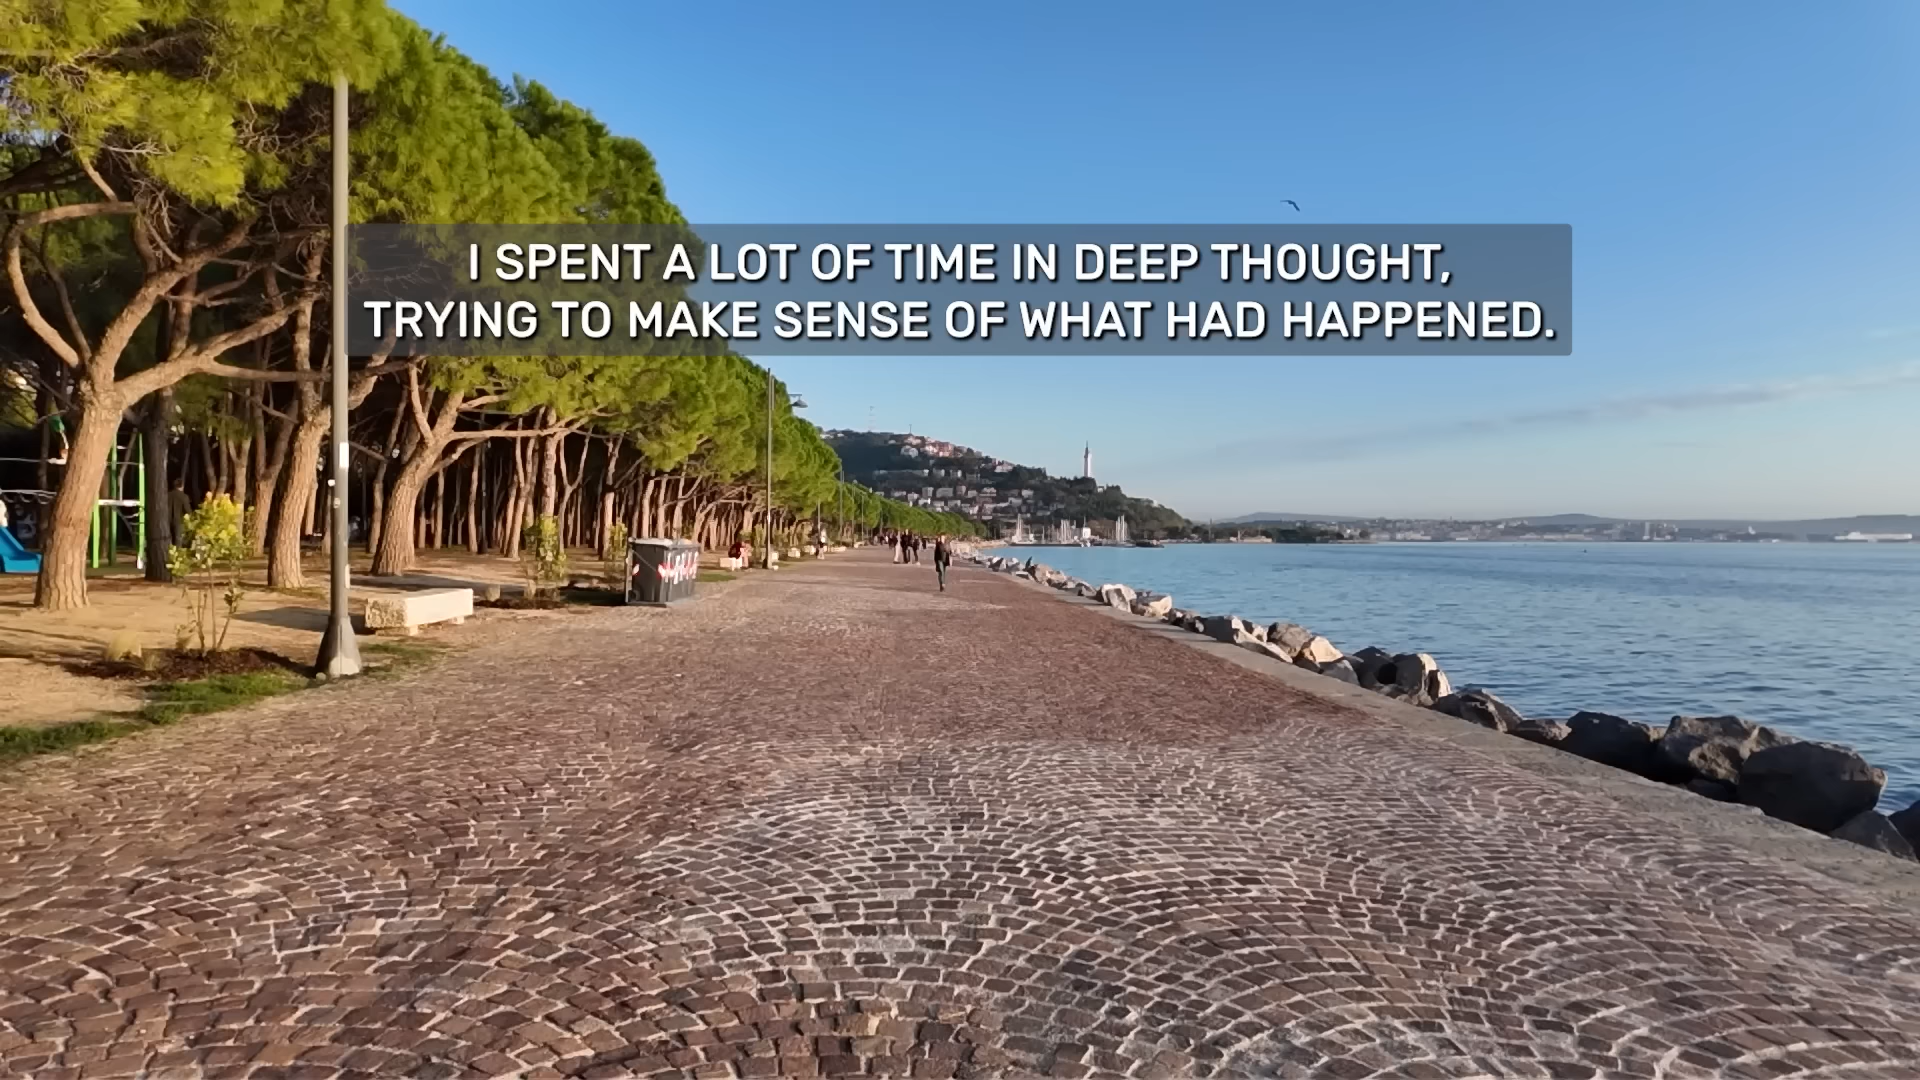 I SPENT A LOT OF TIME IN DEEP THOUGHT,
TRYING TO MAKE SENSE OF WHAT HAD HAPPENED.